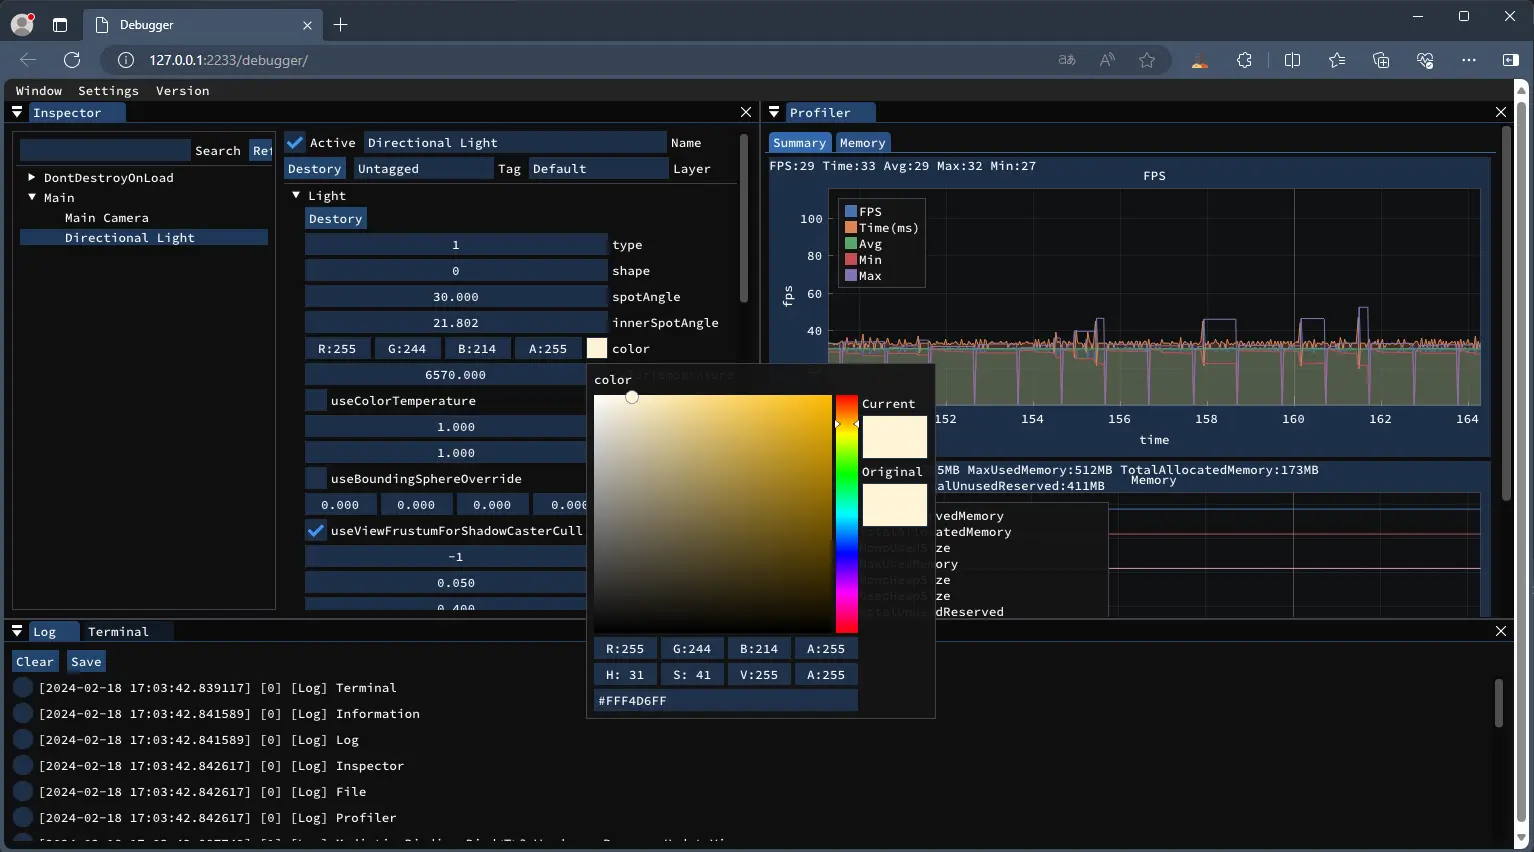 Debugger
127.0.0.1:2233/debugger/
Window Settings Version
Inspector
Search Ref
DontDestroyOnLoad
Main
Main Camera
Directional Light
Active Directional Light Name
Destory Untagged Tag Default Layer
Light
Destory
1 type
0 shape
30.000 spotAngle
21.802 innerSpotAngle
R:255 G:244 B:214 A:255 color
6570.000
useColorTemperature
1.000
1.000
useBoundingSphereOverride
0.000 0.000 0.000 0.000
useViewFrustumForShadowCasterCull
-1
0.050
0.400
color
Current
Original
R:255 G:244 B:214 A:255
H: 31 S: 41 V:255 A:255
#FFF4D6FF
Profiler
Summary Memory
FPS:29 Time:33 Avg:29 Max:32 Min:27
FPS
FPS
Time(ms)
Avg
Min
Max
100
80
60
40
fps
152 154 156 158 160 162 164
time
5MB MaxUsedMemory:512MB TotalAllocatedMemory:173MB
alUnusedReserved:411MB
Memory
vedMemory
atedMemory
ze
ory
ze
ze
dReserved
Log Terminal
Clear Save
[2024-02-18 17:03:42.839117] [0] [Log] Terminal
[2024-02-18 17:03:42.841589] [0] [Log] Information
[2024-02-18 17:03:42.841589] [0] [Log] Log
[2024-02-18 17:03:42.842617] [0] [Log] Inspector
[2024-02-18 17:03:42.842617] [0] [Log] File
[2024-02-18 17:03:42.842617] [0] [Log] Profiler